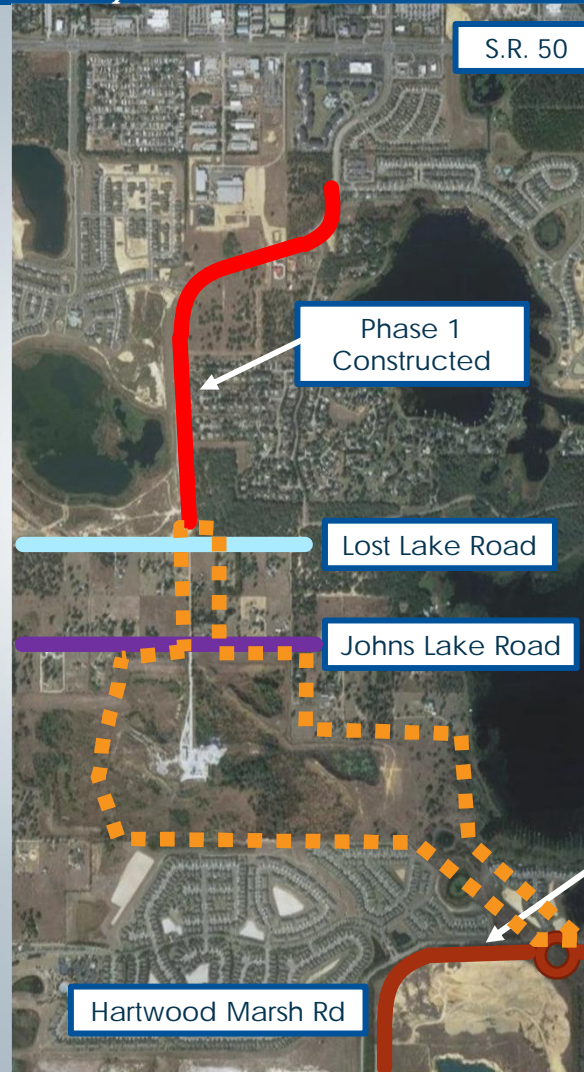 S.R. 50
Phase 1
Constructed
Lost Lake Road
Johns Lake Road
Hartwood Marsh Rd